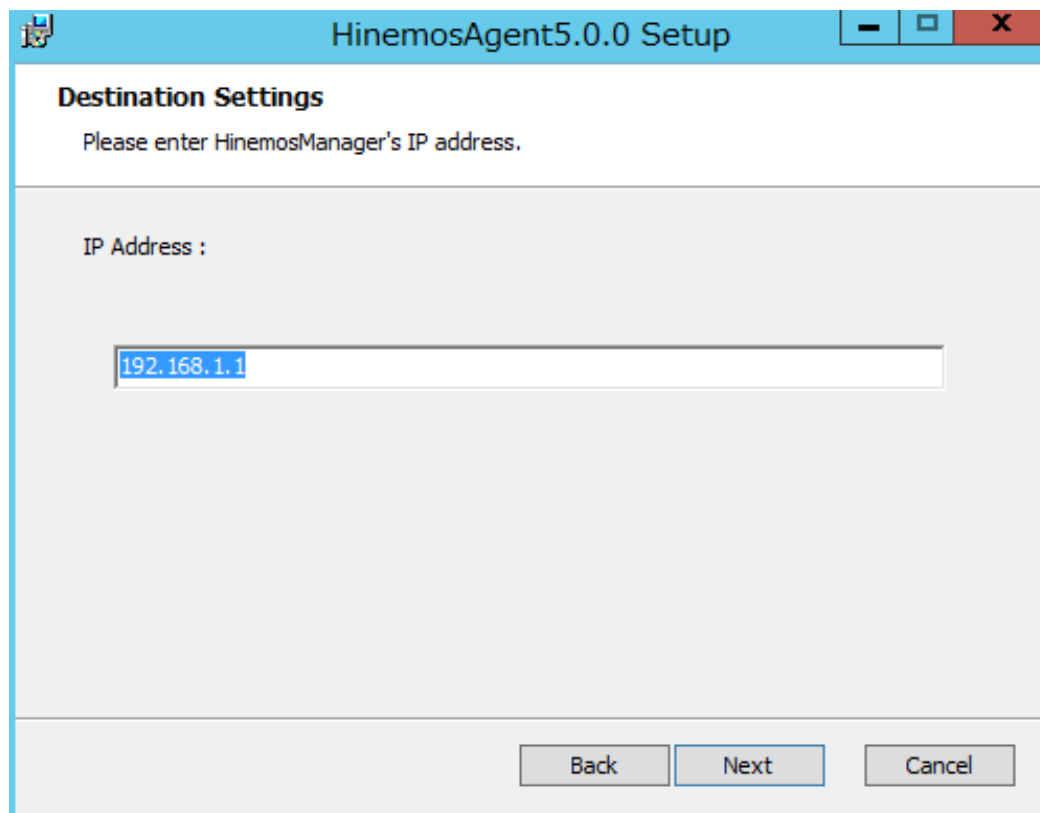 HinemosAgent5.0.0 Setup
Destination Settings
Please enter HinemosManager's IP address.
IP Address :
192.168.1.1
Back Next Cancel